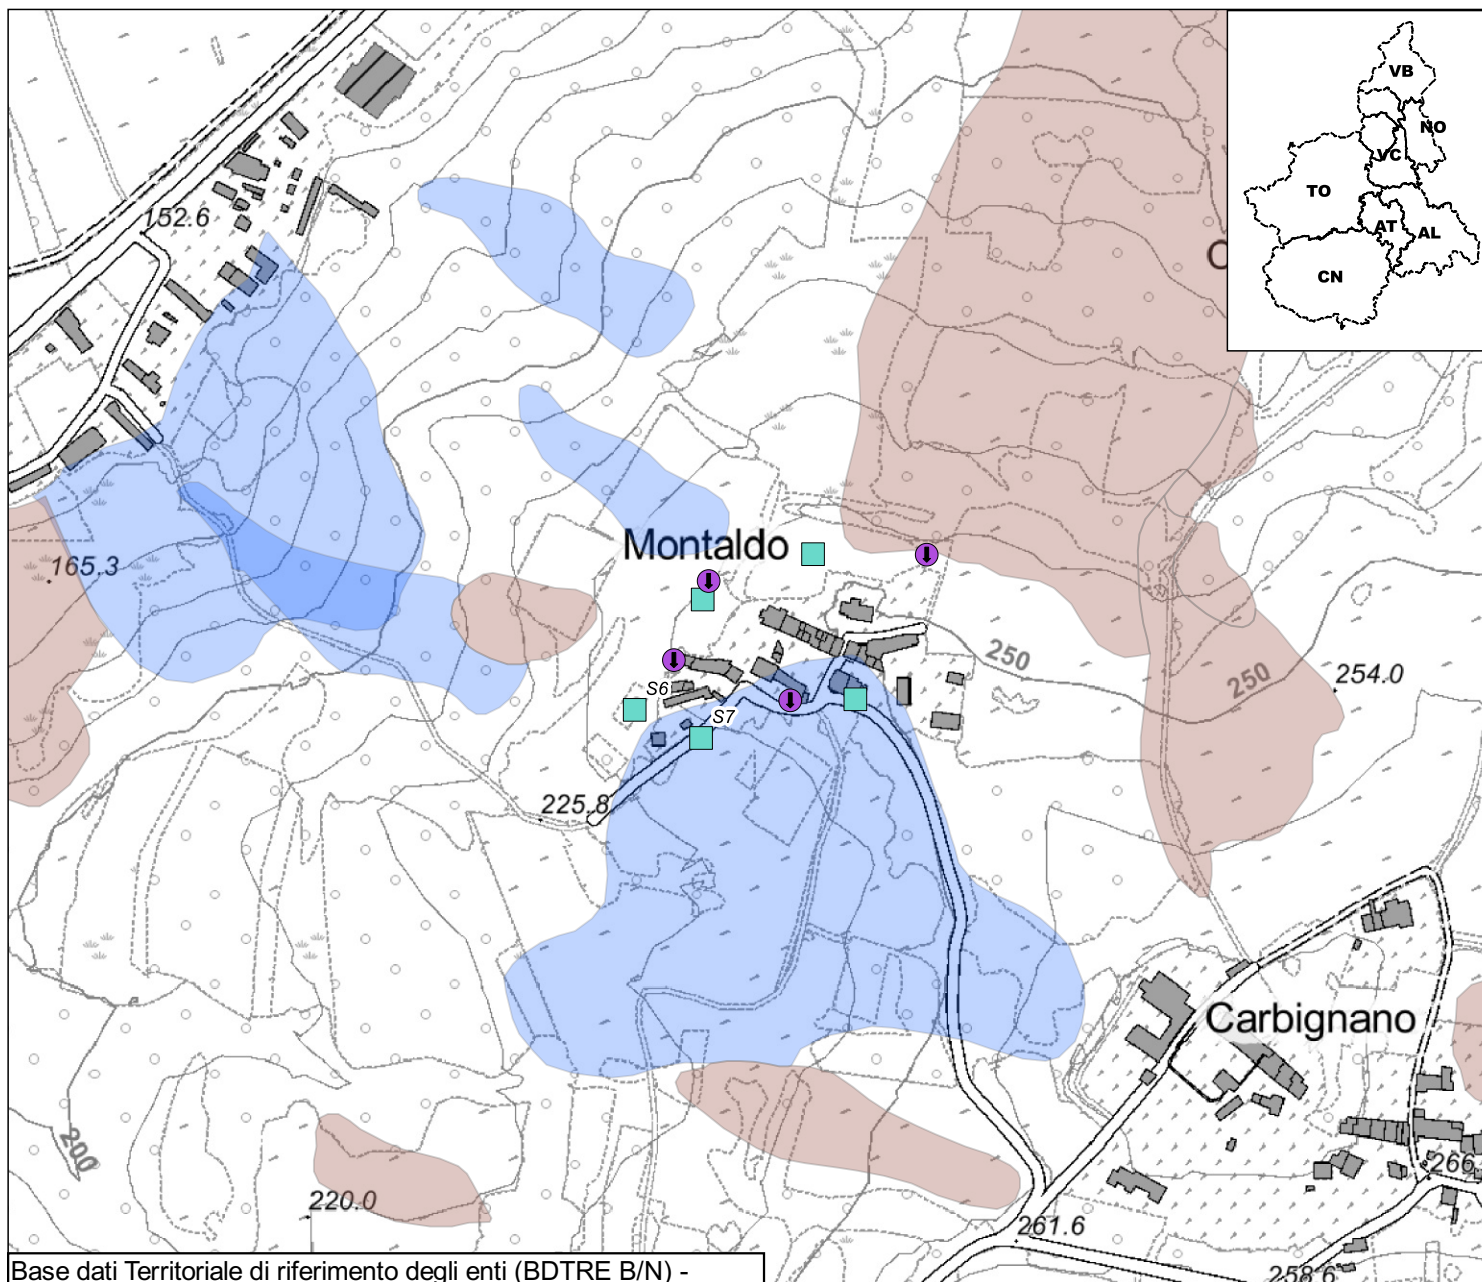 VB
NO
VC
TO
AT
AL
CN
152.6
165.3
Montaldo
250
250
254.0
S6
S7
225.8
Carbignano
200
220.0
261.6
266
258.6
Base dati Territoriale di riferimento degli enti (BDTRE B/N) -